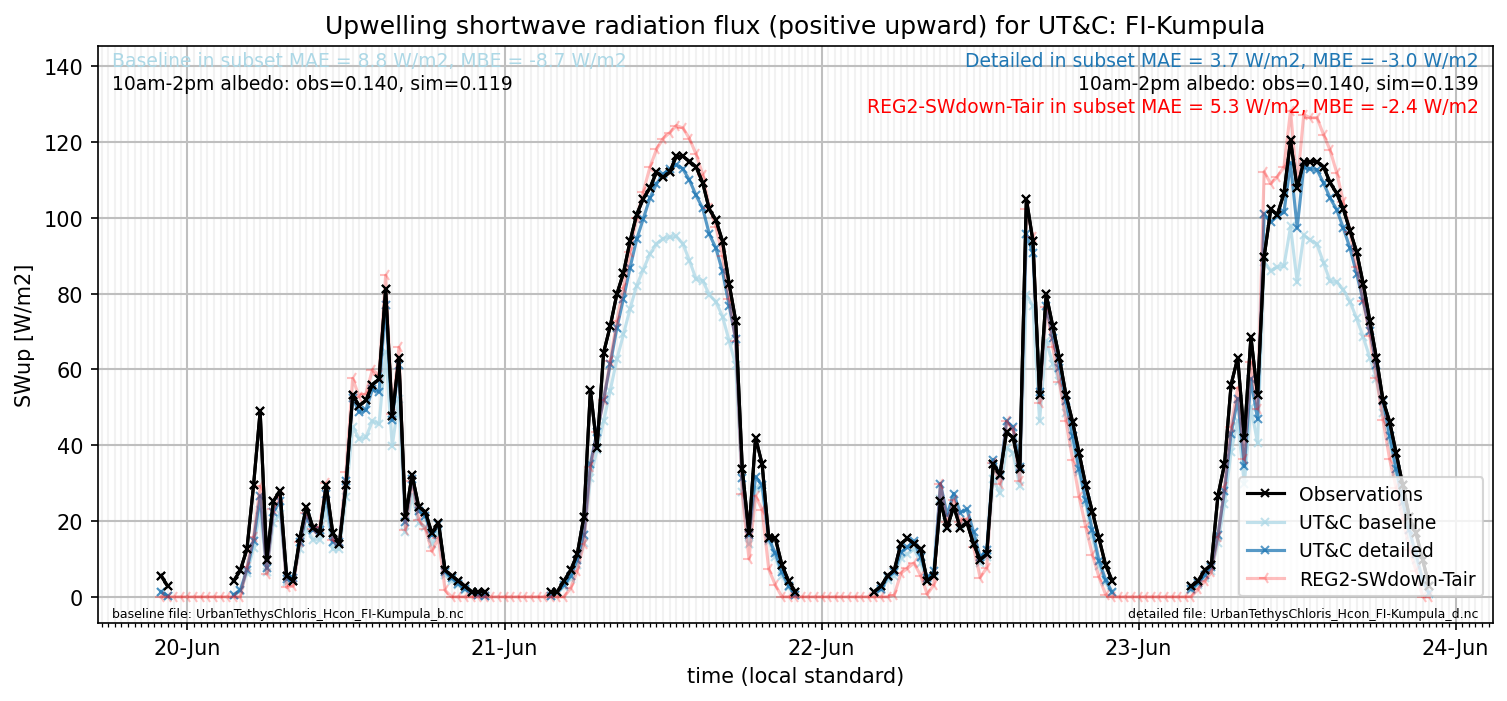 Upwelling shortwave radiation flux (positive upward) for UT&C: FI-Kumpula
Baseline in subset MAE = 8.8 W/m2, MBE = -8.7 W/m2
10am-2pm albedo: obs=0.140, sim=0.119
Detailed in subset MAE = 3.7 W/m2, MBE = -3.0 W/m2
10am-2pm albedo: obs=0.140, sim=0.139
REG2-SWdown-Tair in subset MAE = 5.3 W/m2, MBE = -2.4 W/m2
SWup [W/m2]
140
120
100
80
60
40
20
0
Observations
UT&C baseline
UT&C detailed
REG2-SWdown-Tair
baseline file: UrbanTethysChloris_Hcon_FI-Kumpula_b.nc
detailed file: UrbanTethysChloris_Hcon_FI-Kumpula_d.nc
20-Jun
21-Jun
22-Jun
23-Jun
24-Jun
time (local standard)